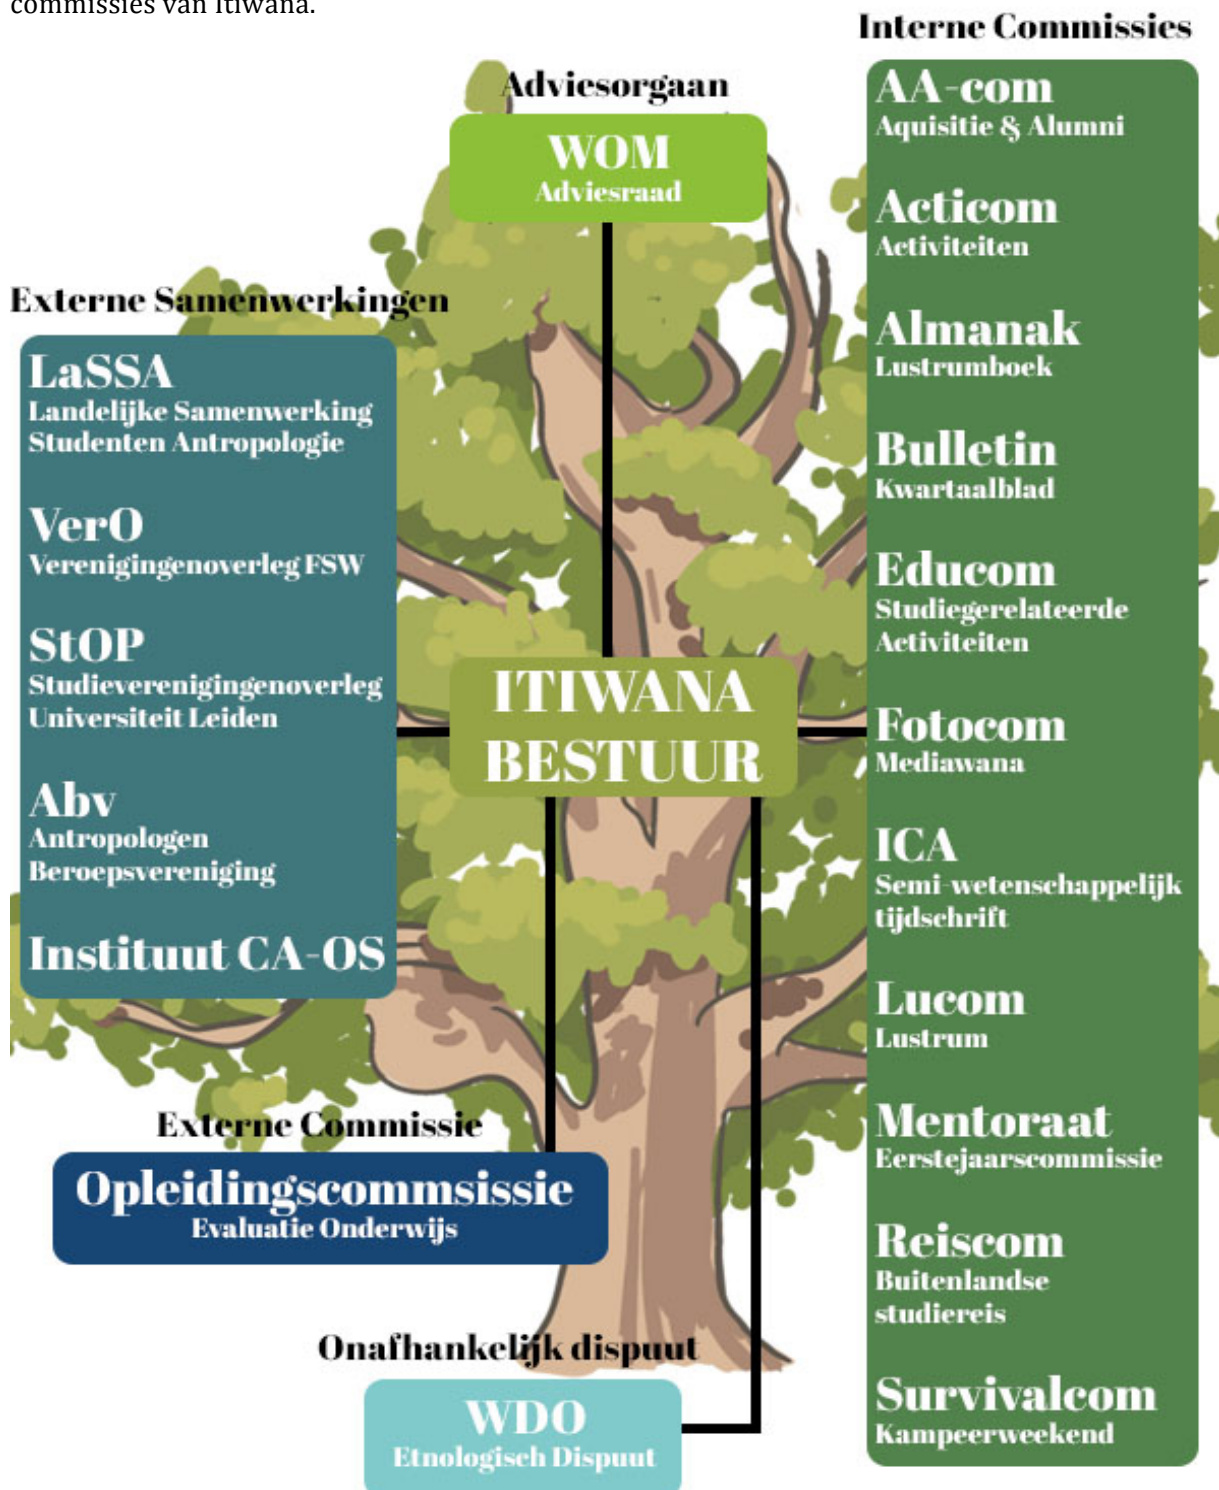 commissies van Itiwana.
Interne Commissies
AA-com
Aquisitie & Alumni
Acticom
Activiteiten
Almanak
Lustrumboek
Bulletin
Kwartaalblad
Educom
Studiegerelateerde
Activiteiten
Fotocom
Mediawana
ICA
Semi-wetenschappelijk
tijdschrift
Lucom
Lustrum
Mentoraat
Eerstejaarscommissie
Reiscom
Buitenlandse
studiereis
Survivalcom
Kampeerweekend
Adviesorgaan
WOM
Adviesraad
Externe Samenwerkingen
LaSSA
Landelijke Samenwerking
Studenten Antropologie
VerO
Verenigingenoverleg FSW
StOP
Studieverenigingenoverleg
Universiteit Leiden
Abv
Antropologen
Beroepsvereniging
Instituut CA-OS
ITIWANA
BESTUUR
Externe Commissie
Opleidingscommsissie
Evaluatie Onderwijs
Onafhankelijk dispuut
WDO
Etnologisch Dispuut